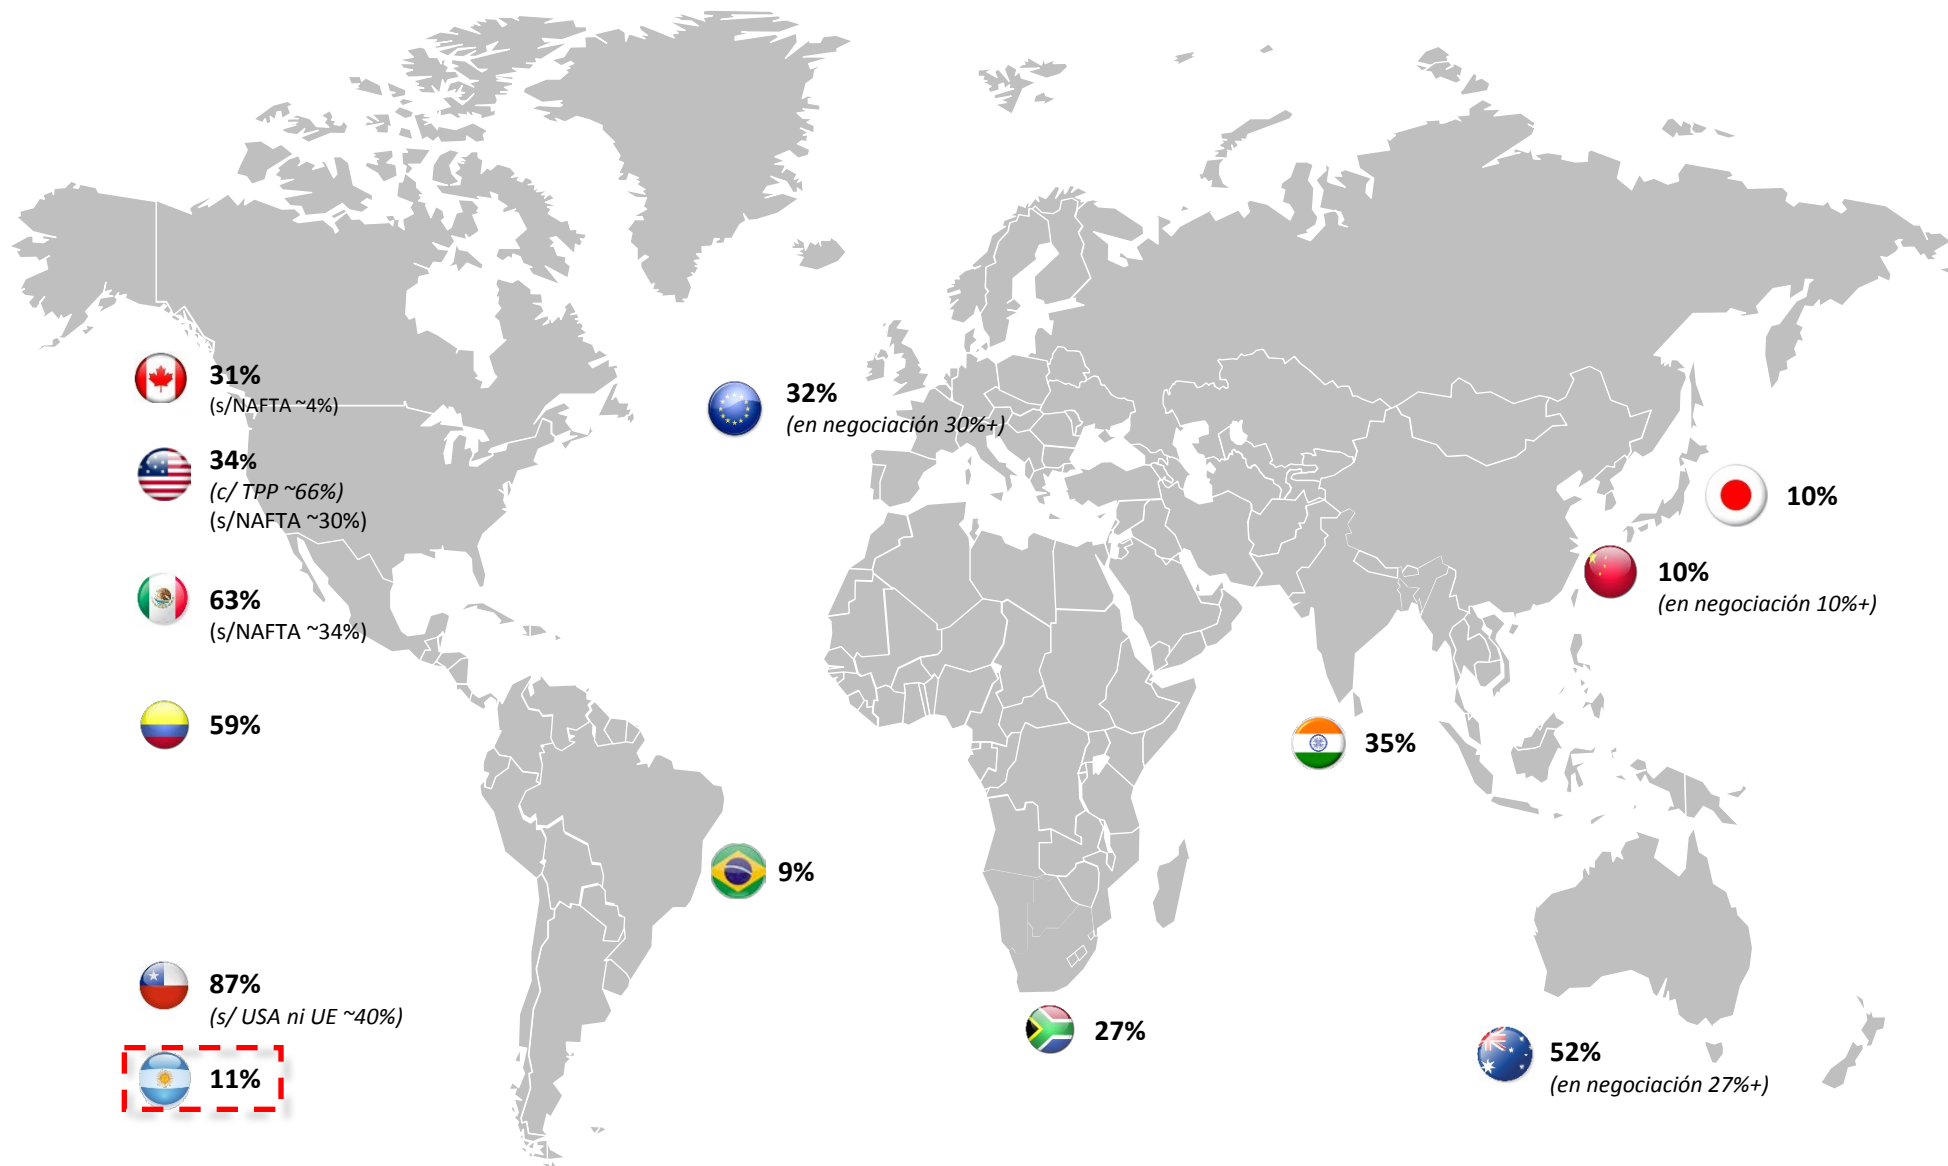 31%
(s/NAFTA ~4%)
34%
(c/ TPP ~66%)
(s/NAFTA ~30%)
63%
(s/NAFTA ~34%)
59%
87%
(s/ USA ni UE ~40%)
11%
32%
(en negociación 30%+)
9%
27%
35%
10%
10%
(en negociación 10%+)
52%
(en negociación 27%+)